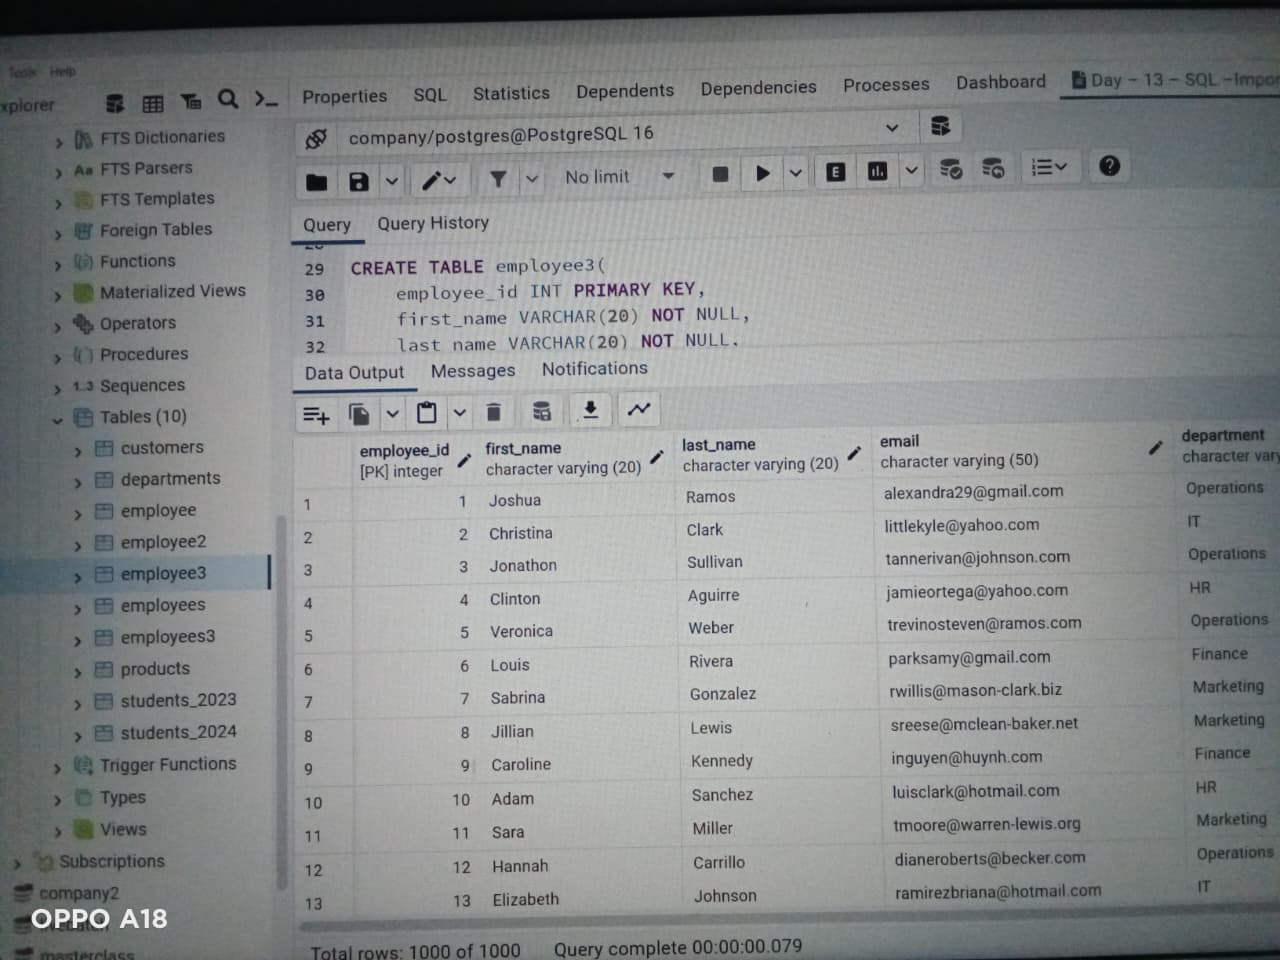 Tools Help
xplorer
Properties SQL Statistics Dependents Dependencies Processes Dashboard Day - 13 - SQL -Impor
company/postgres@PostgreSQL 16
No limit
Query Query History
29 CREATE TABLE employee3(
30 employee_id INT PRIMARY KEY,
31 first_name VARCHAR(20) NOT NULL,
32 last name VARCHAR(20) NOT NULL.
Data Output Messages Notifications
employee_id [PK] integer
first_name character varying (20)
last_name character varying (20)
email character varying (50)
department character vary
1 1 Joshua Ramos alexandra29@gmail.com Operations
2 2 Christina Clark littlekyle@yahoo.com IT
3 3 Jonathon Sullivan tannerivan@johnson.com Operations
4 4 Clinton Aguirre jamieortega@yahoo.com HR
5 5 Veronica Weber trevinosteven@ramos.com Operations
6 6 Louis Rivera parksamy@gmail.com Finance
7 7 Sabrina Gonzalez rwillis@mason-clark.biz Marketing
8 8 Jillian Lewis sreese@mclean-baker.net Marketing
9 9 Caroline Kennedy inguyen@huynh.com Finance
10 10 Adam Sanchez luisclark@hotmail.com HR
11 11 Sara Miller tmoore@warren-lewis.org Marketing
12 12 Hannah Carrillo dianeroberts@becker.com Operations
13 13 Elizabeth Johnson ramirezbriana@hotmail.com IT
Total rows: 1000 of 1000 Query complete 00:00:00.079
FTS Dictionaries
Aa FTS Parsers
FTS Templates
Foreign Tables
Functions
Materialized Views
Operators
Procedures
1..3 Sequences
Tables (10)
customers
departments
employee
employee2
employee3
employees
employees3
products
students_2023
students_2024
Trigger Functions
Types
Views
Subscriptions
company2
masterclass
OPPO A18